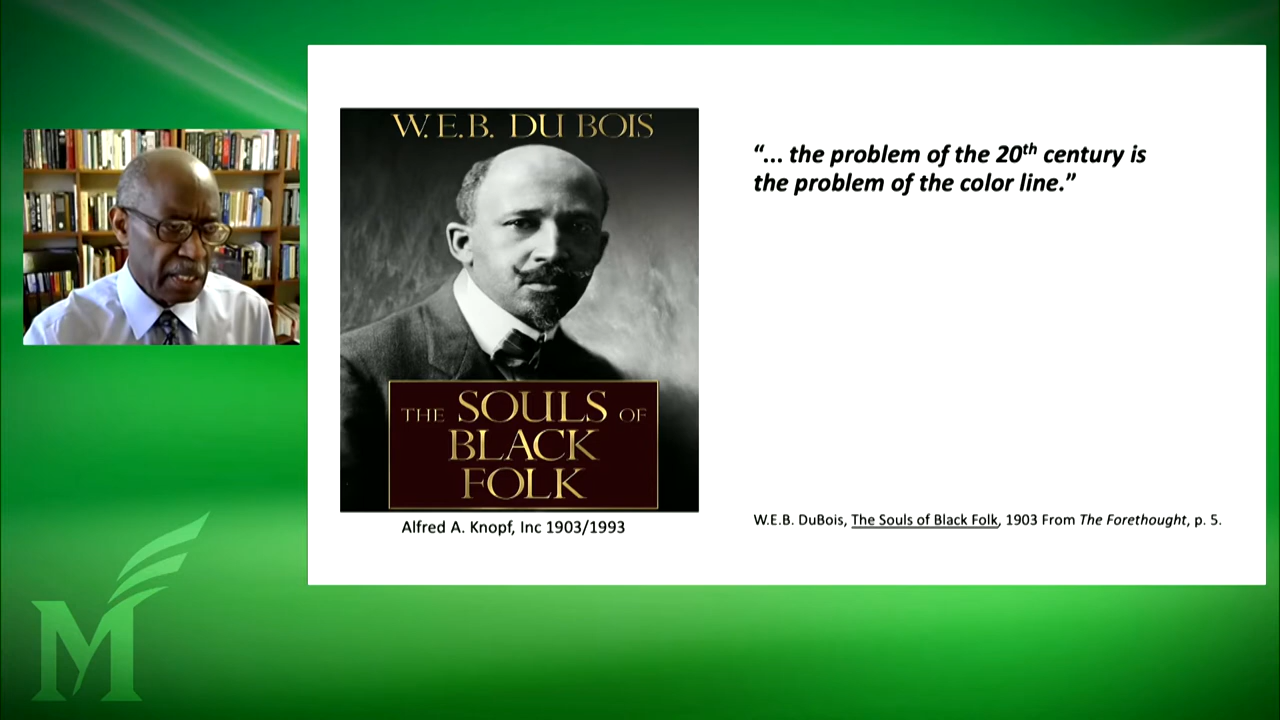 W.E.B. DU BOIS
THE SOULS OF
BLACK
FOLK
Alfred A. Knopf, Inc 1903/1993
“... the problem of the 20th century is
the problem of the color line.”
W.E.B. DuBois, The Souls of Black Folk, 1903 From The Forethought, p. 5.
M